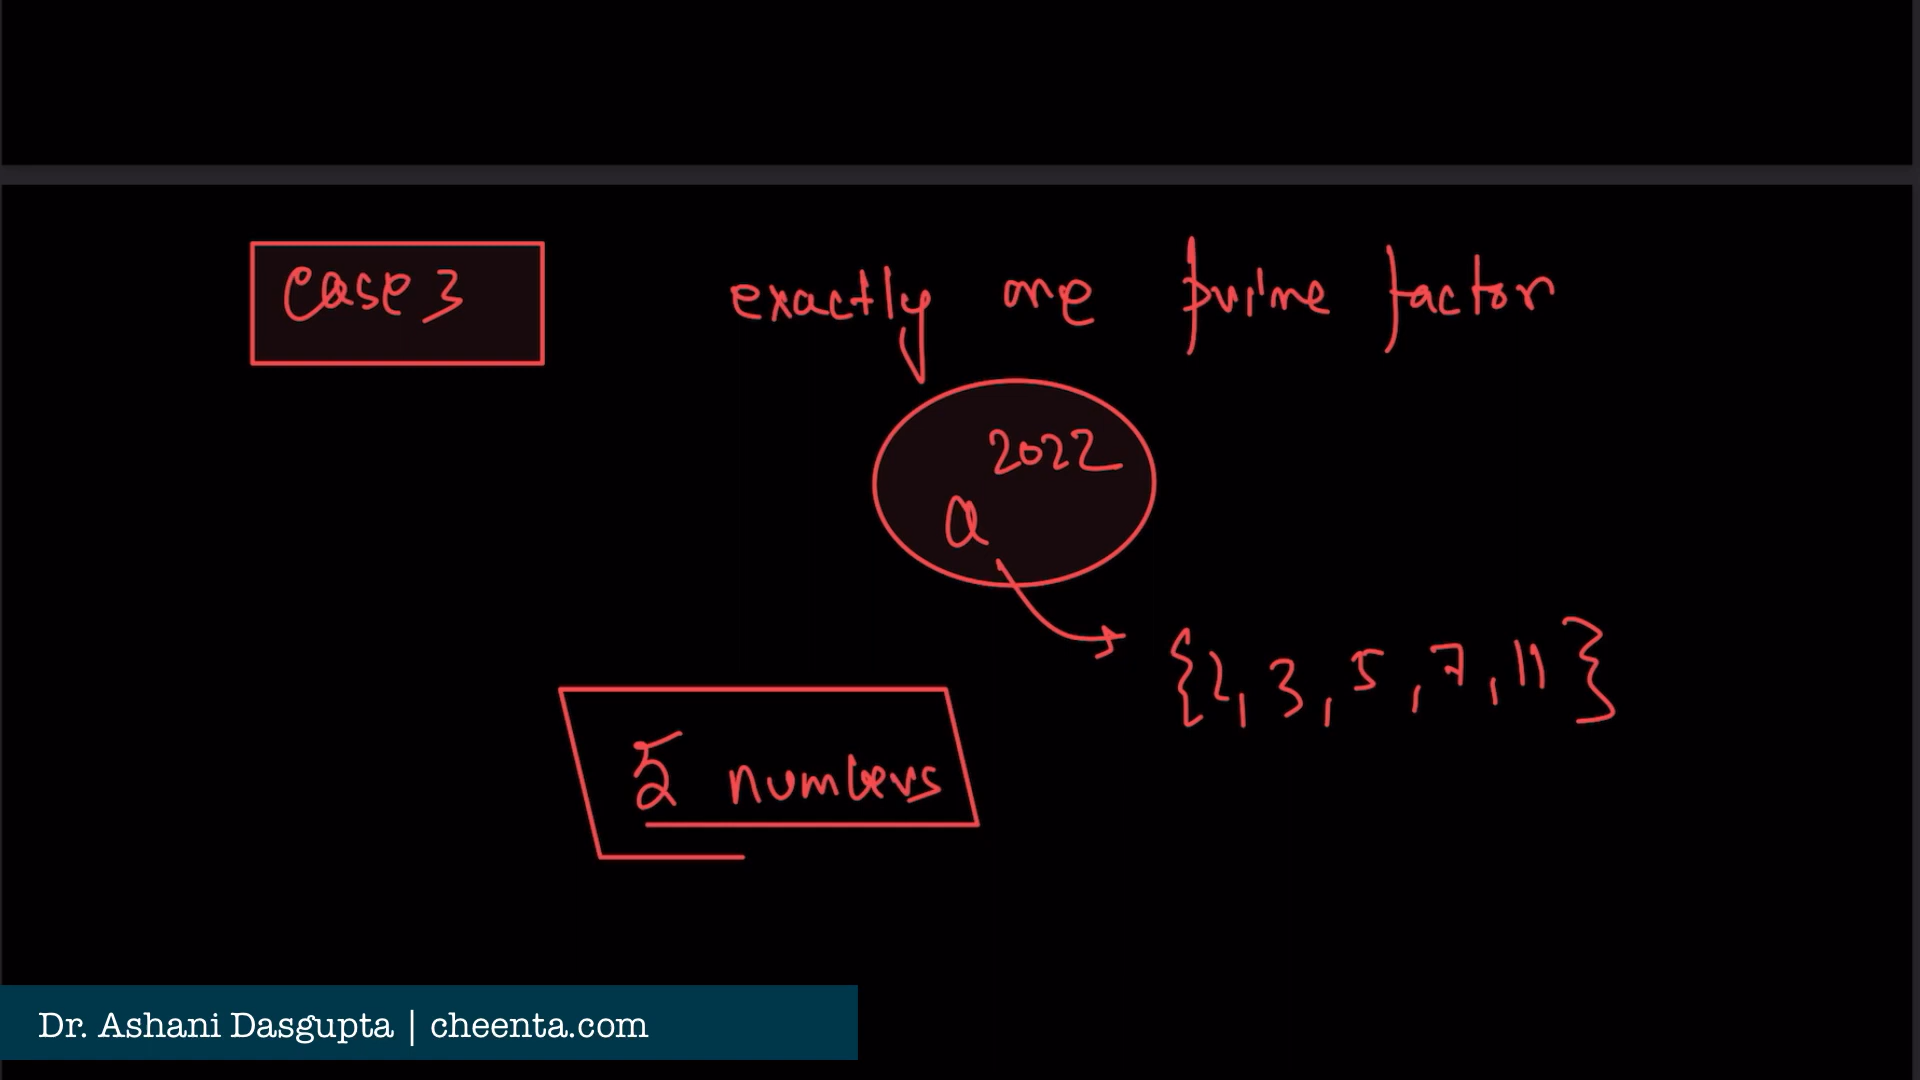 case 3
exactly one prime factor
a^2022
{2, 3, 5, 7, 11}
5 numbers
Dr. Ashani Dasgupta | cheenta.com